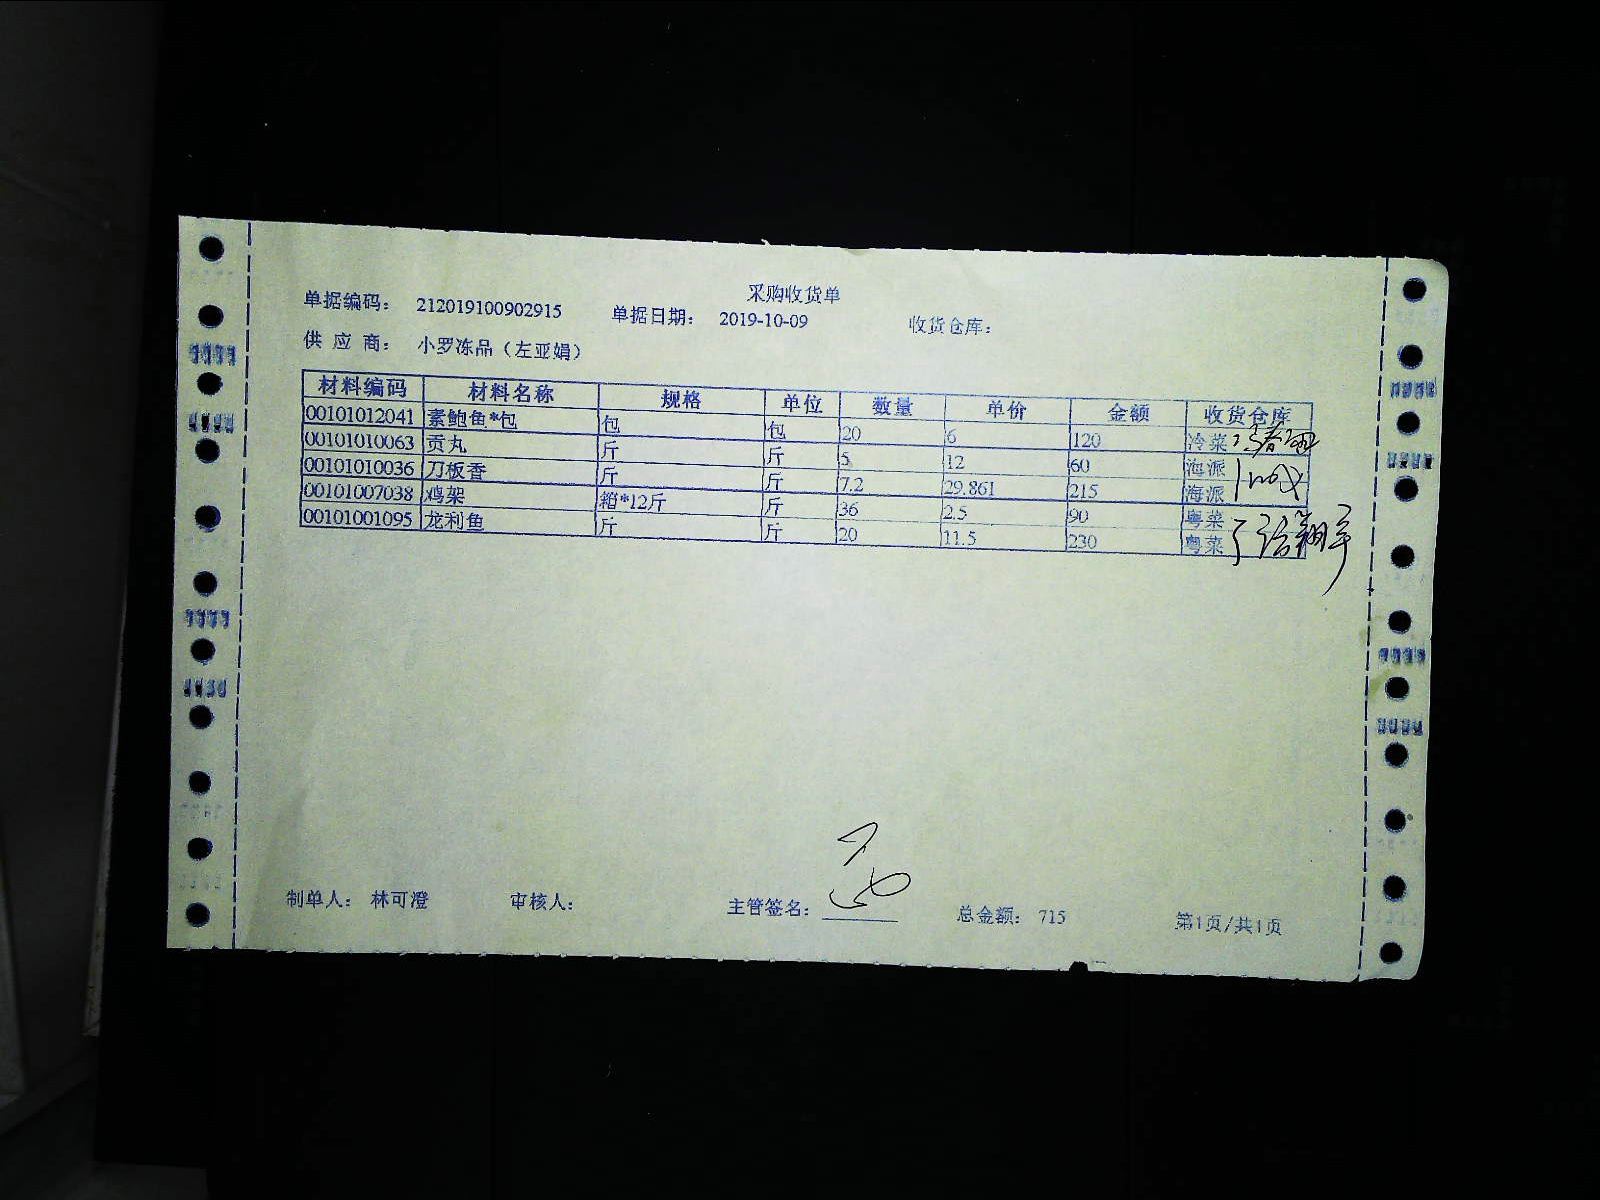 采购收货单
单据编码： 212019100902915 单据日期： 2019-10-09 收货仓库：
供 应 商： 小罗冻品（左亚娟）
材料编码 材料名称 规格 单位 数量 单价 金额 收货仓库
00101012041 素鲍鱼*包 包 包 20 6 120 冷菜
00101010063 贡丸 斤 斤 5 12 60 海派
00101010036 刀板香 斤 斤 7.2 29.861 215 海派
00101007038 鸡架 箱*12斤 斤 36 2.5 90 粤菜
00101001095 龙利鱼 斤 斤 20 11.5 230 粤菜
制单人： 林可澄 审核人： 主管签名： 总金额： 715 第1页/共1页